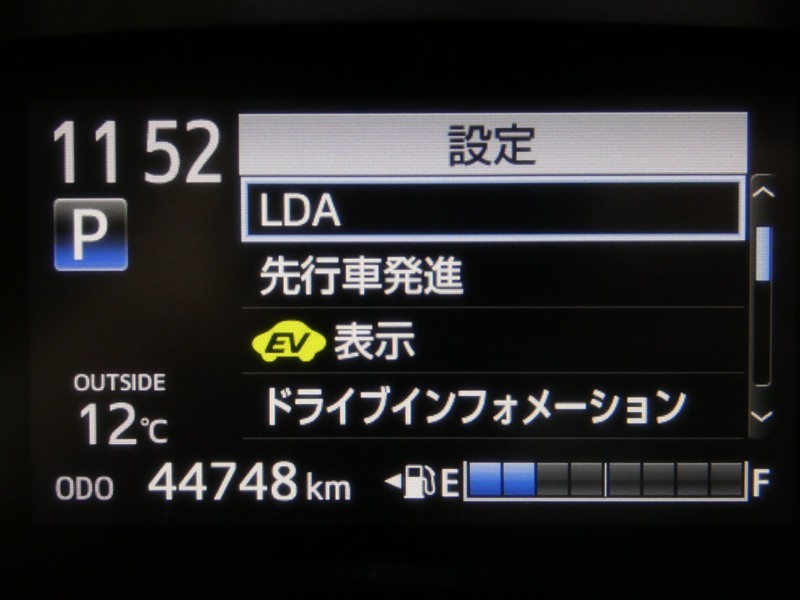 11 52
設定
P
LDA
先行車発進
EV 表示
ドライブインフォメーション
OUTSIDE
12℃
ODO 44748 km
E F